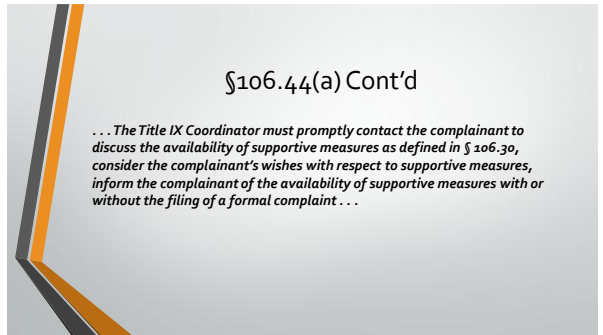 §106.44(a) Cont’d
. . . The Title IX Coordinator must promptly contact the complainant to
discuss the availability of supportive measures as defined in § 106.30,
consider the complainant’s wishes with respect to supportive measures,
inform the complainant of the availability of supportive measures with or
without the filing of a formal complaint . . .